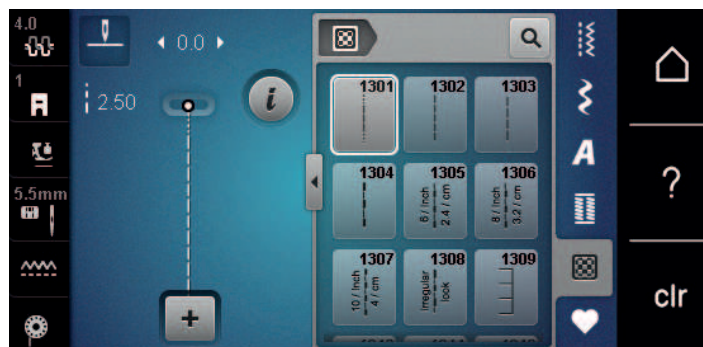 4.0
0.0
1301
1302
1303
1
2.50
i
A
1304
1305
1306
6 / Inch
2.4 / cm
8 / Inch
3.2 / cm
?
5.5mm
1307
1308
1309
10 / Inch
4 / cm
irregular
look
clr